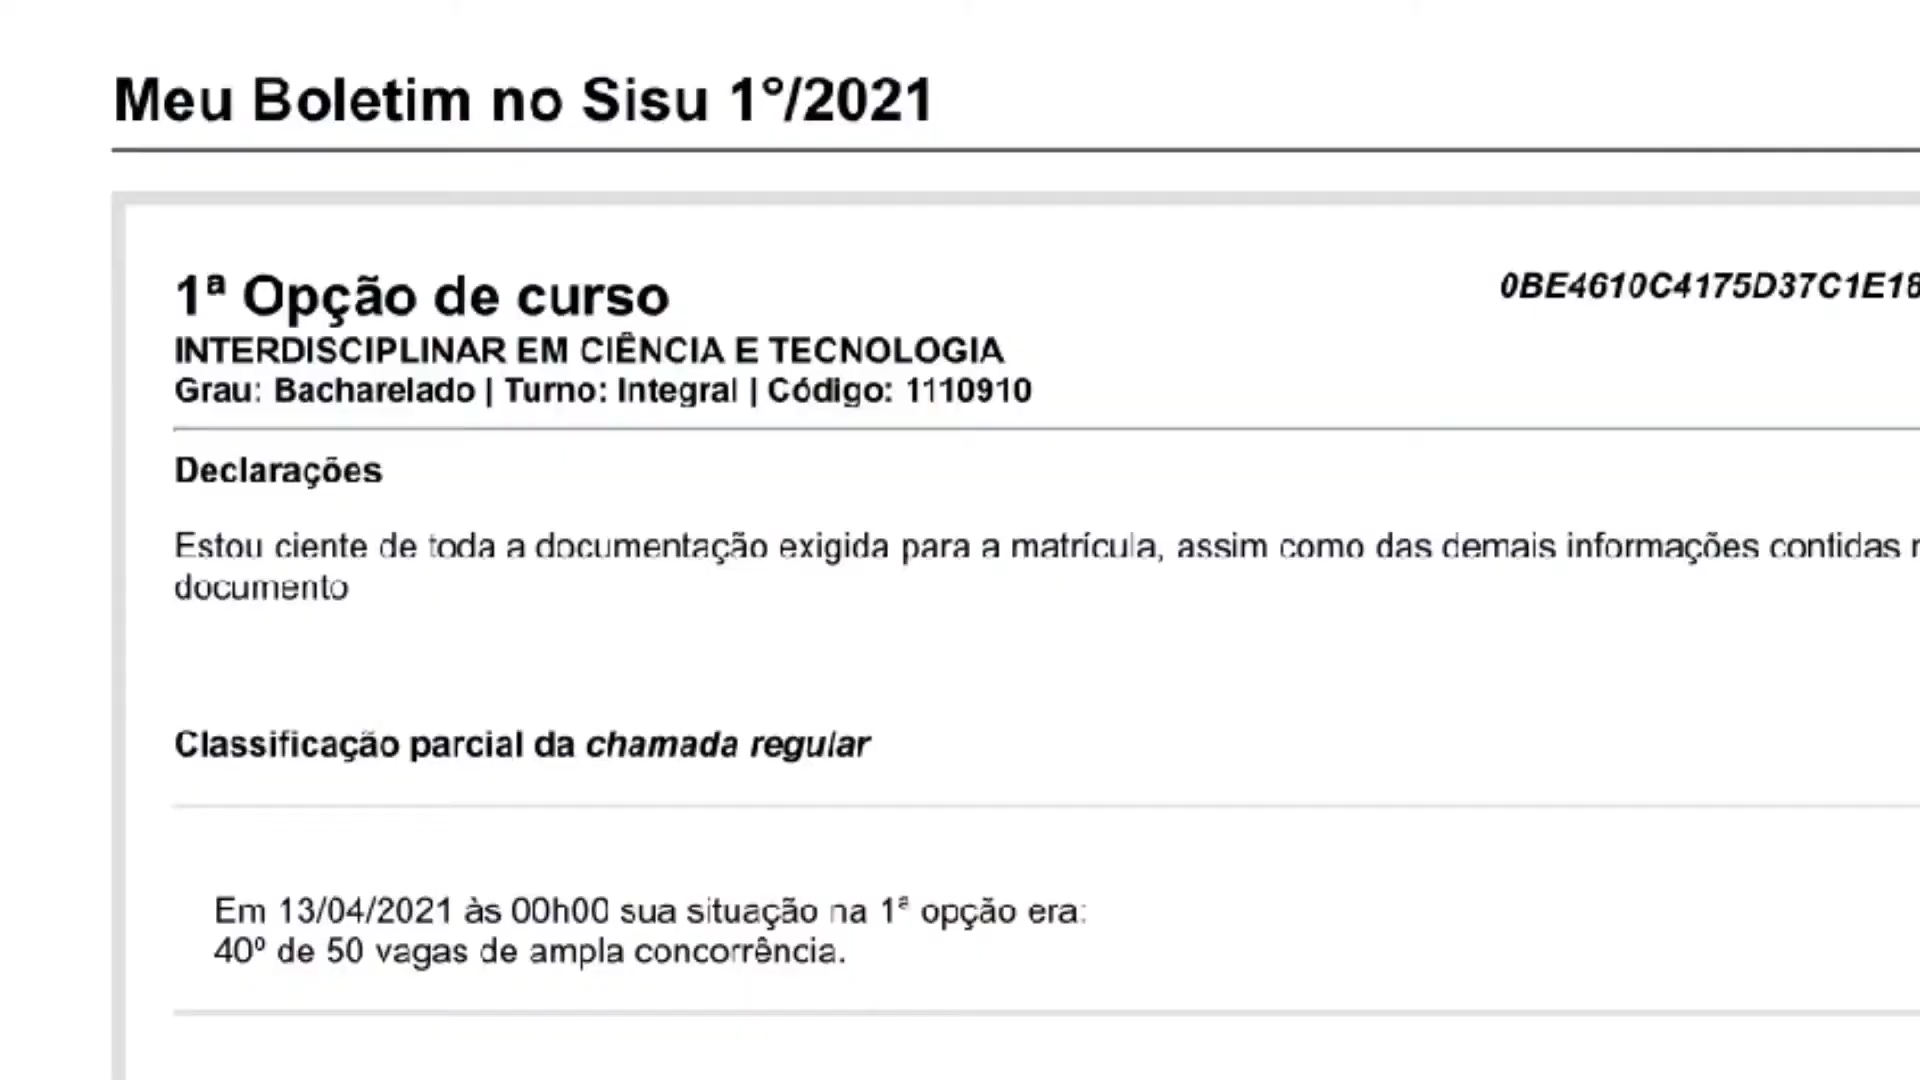 Meu Boletim no Sisu 1°/2021
1ª Opção de curso
0BE4610C4175D37C1E18
INTERDISCIPLINAR EM CIÊNCIA E TECNOLOGIA
Grau: Bacharelado | Turno: Integral | Código: 1110910
Declarações
Estou ciente de toda a documentação exigida para a matrícula, assim como das demais informações contidas
documento
Classificação parcial da chamada regular
Em 13/04/2021 às 00h00 sua situação na 1ª opção era:
40º de 50 vagas de ampla concorrência.